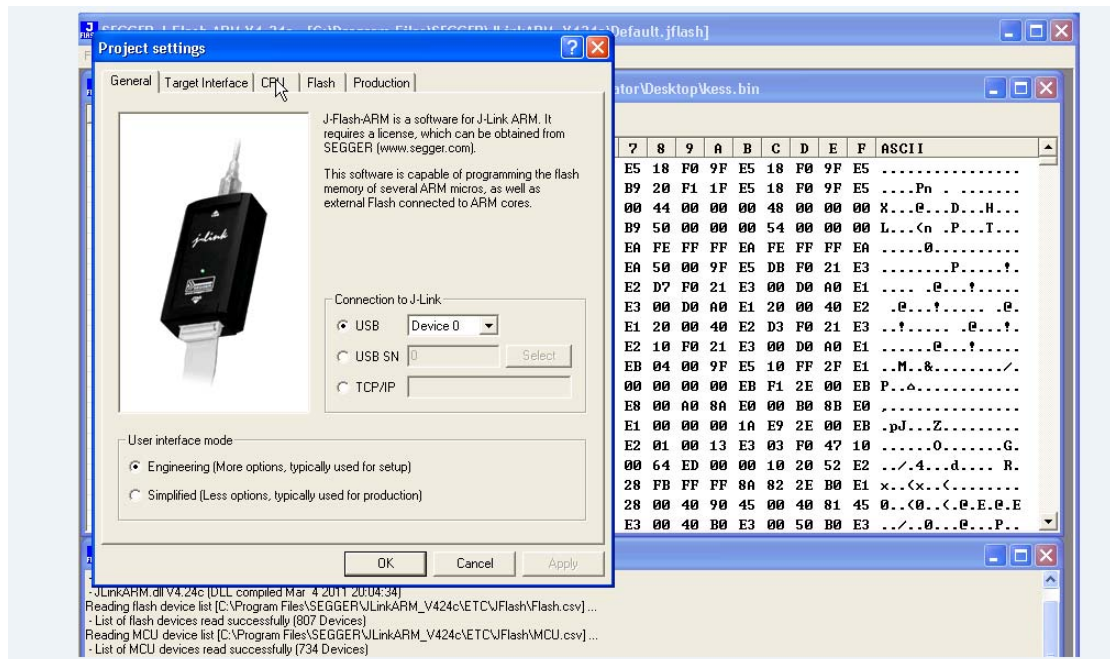 Default.jflash]
Project settings
General Target Interface CPU Flash Production
J-Flash-ARM is a software for J-Link ARM. It
requires a license, which can be obtained from
SEGGER (www.segger.com).
This software is capable of programming the flash
memory of several ARM micros, as well as
external Flash connected to ARM cores.
J-Link
Connection to J-Link
USB Device 0
USB SN 0 Select
TCP/IP
User interface mode
Engineering (More options, typically used for setup)
Simplified (Less options, typically used for production)
OK Cancel Apply
ator\Desktop\kess.bin
7 8 9 A B C D E F ASCII
E5 18 F0 9F E5 18 F0 9F E5 ................
B9 20 F1 1F E5 18 F0 9F E5 ....Pn . .......
00 44 00 00 00 48 00 00 00 X...@...D...H...
B9 50 00 00 00 54 00 00 00 L...<n .P...T...
EA FE FF FF EA FE FF FF EA ....0...........
EA 50 00 9F E5 DB F0 21 E3 ........P.....!.
E2 D7 F0 21 E3 00 D0 A0 E1 .... .@...!.....
E3 00 D0 A0 E1 20 00 40 E2 .@...!..... .@.
E1 20 00 40 E2 D3 F0 21 E3 ..!..... .@...!.
E2 10 F0 21 E3 00 D0 A0 E1 ......@...!.....
EB 04 00 9F E5 10 FF 2F E1 ..M..&......../.
00 00 00 00 EB F1 2E 00 EB P...............
E8 00 A0 8A E0 00 B0 8B E0 ,...............
E1 00 00 00 1A E9 2E 00 EB .pJ...Z.........
E2 01 00 13 E3 03 F0 47 10 ......O.......G.
00 64 ED 00 00 10 20 52 E2 ../.4...d.... R.
28 FB FF FF 8A 82 2E B0 E1 x..(x..(........
28 00 40 90 45 00 40 81 45 0..(0..(.@.E.@.E
E3 00 40 B0 E3 00 50 B0 E3 ../..0...@...P..
- JLinkARM.dll V4.24c (DLL compiled Mar 4 2011 20:04:34)
Reading flash device list [C:\Program Files\SEGGER\JLinkARM_V424c\ETC\JFlash\Flash.csv] ...
- List of flash devices read successfully (807 Devices)
Reading MCU device list [C:\Program Files\SEGGER\JLinkARM_V424c\ETC\JFlash\MCU.csv] ...
- List of MCU devices read successfully (734 Devices)